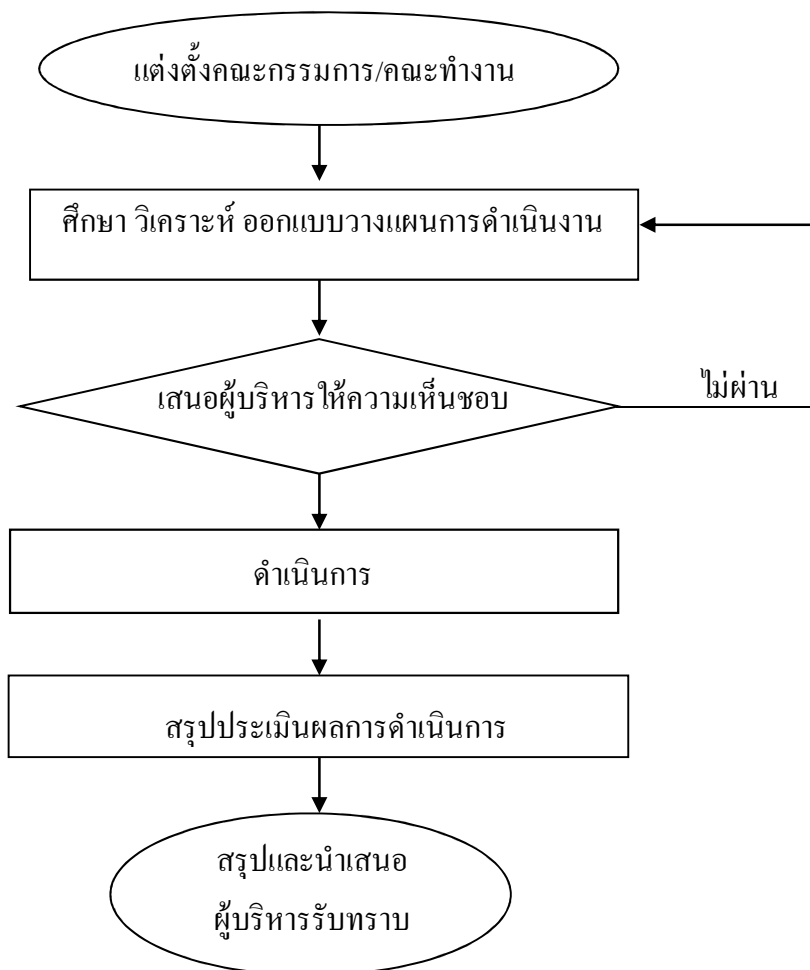 แต่งตั้งคณะกรรมการ/คณะทำงาน
ศึกษา วิเคราะห์ ออกแบบวางแผนการดำเนินงาน
เสนอผู้บริหารให้ความเห็นชอบ
ไม่ผ่าน
ดำเนินการ
สรุปประเมินผลการดำเนินการ
สรุปและนำเสนอ
ผู้บริหารรับทราบ